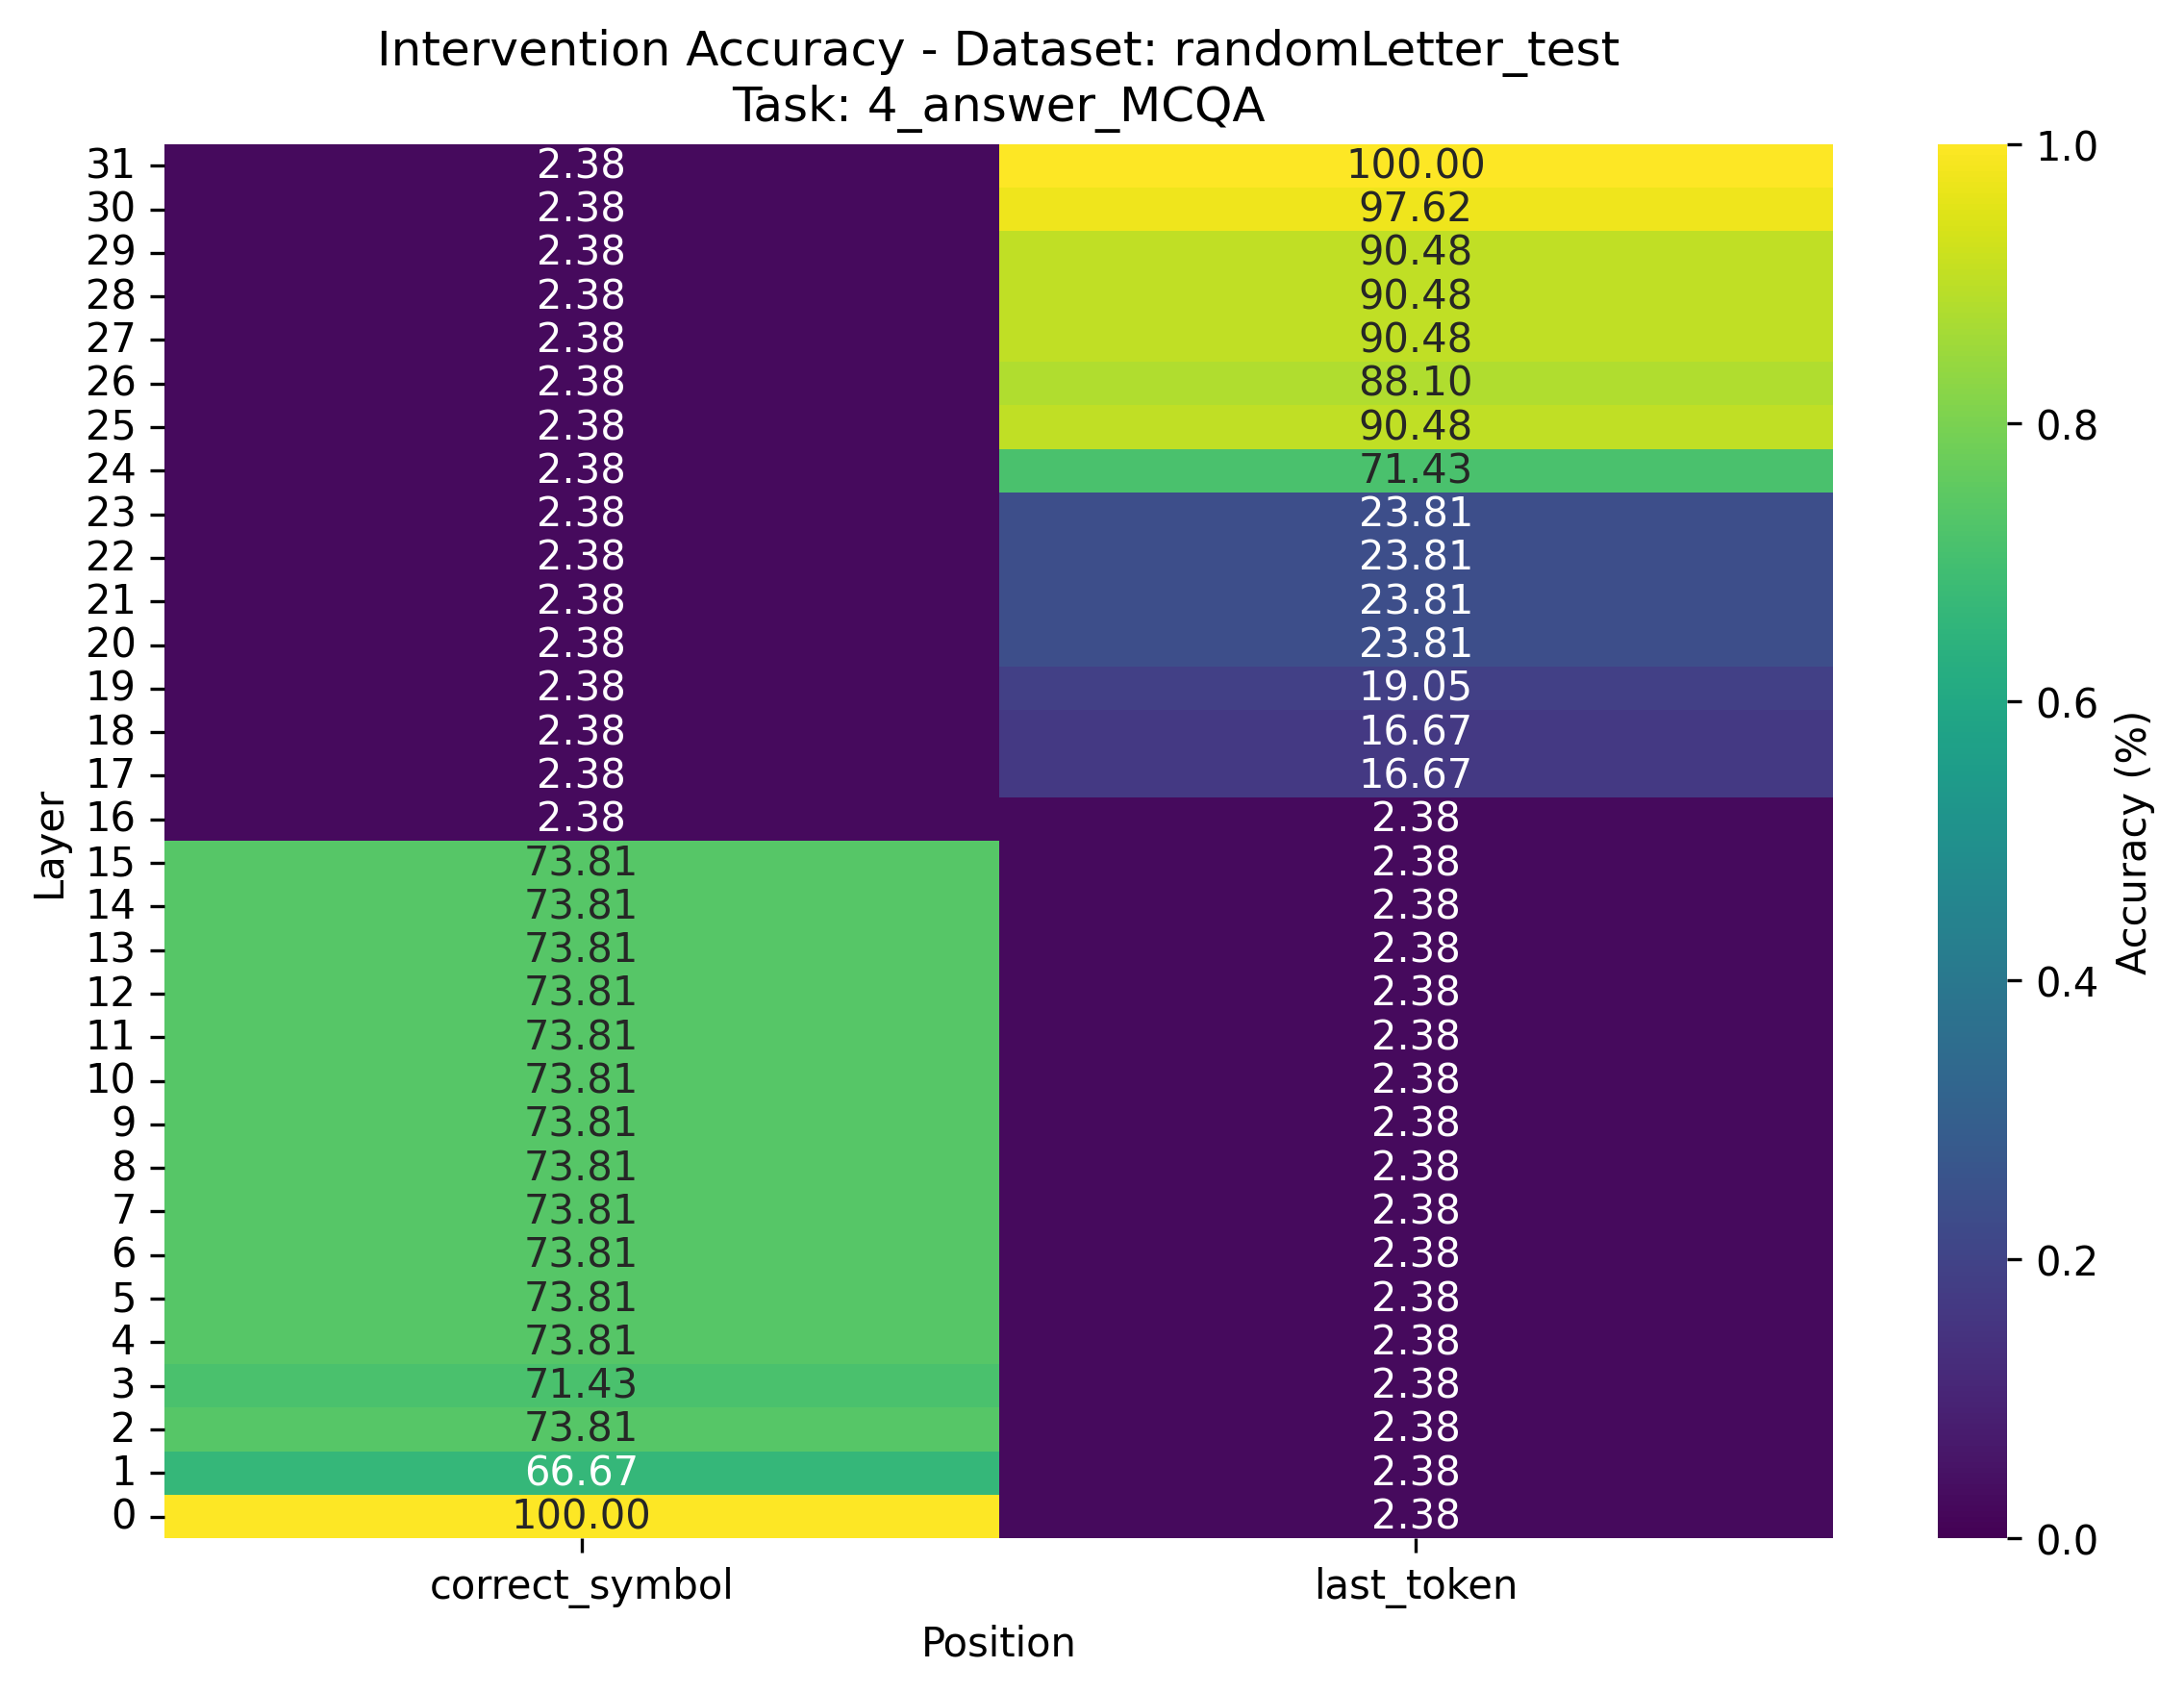 Intervention Accuracy - Dataset: randomLetter_test
Task: 4_answer_MCQA
31 2.38 100.00
30 2.38 97.62
29 2.38 90.48
28 2.38 90.48
27 2.38 90.48
26 2.38 88.10
25 2.38 90.48
24 2.38 71.43
23 2.38 23.81
22 2.38 23.81
21 2.38 23.81
20 2.38 23.81
19 2.38 19.05
18 2.38 16.67
17 2.38 16.67
16 2.38 2.38
15 73.81 2.38
14 73.81 2.38
13 73.81 2.38
12 73.81 2.38
11 73.81 2.38
10 73.81 2.38
9 73.81 2.38
8 73.81 2.38
7 73.81 2.38
6 73.81 2.38
5 73.81 2.38
4 73.81 2.38
3 71.43 2.38
2 73.81 2.38
1 66.67 2.38
0 100.00 2.38
correct_symbol last_token
Position
Layer
1.0
0.8
0.6
0.4
0.2
0.0
Accuracy (%)